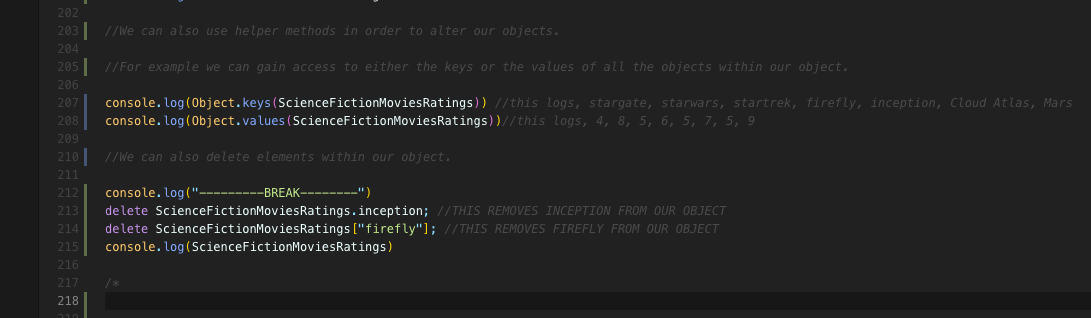 202
203 //We can also use helper methods in order to alter our objects.
204
205 //For example we can gain access to either the keys or the values of all the objects within our object.
206
207 console.log(Object.keys(ScienceFictionMoviesRatings)) //this logs, stargate, starwars, startrek, firefly, inception, Cloud Atlas, Mars
208 console.log(Object.values(ScienceFictionMoviesRatings))//this logs, 4, 8, 5, 6, 5, 7, 5, 9
209
210 //We can also delete elements within our object.
211
212 console.log("---------BREAK--------")
213 delete ScienceFictionMoviesRatings.inception; //THIS REMOVES INCEPTION FROM OUR OBJECT
214 delete ScienceFictionMoviesRatings["firefly"]; //THIS REMOVES FIREFLY FROM OUR OBJECT
215 console.log(ScienceFictionMoviesRatings)
216
217 /*
218